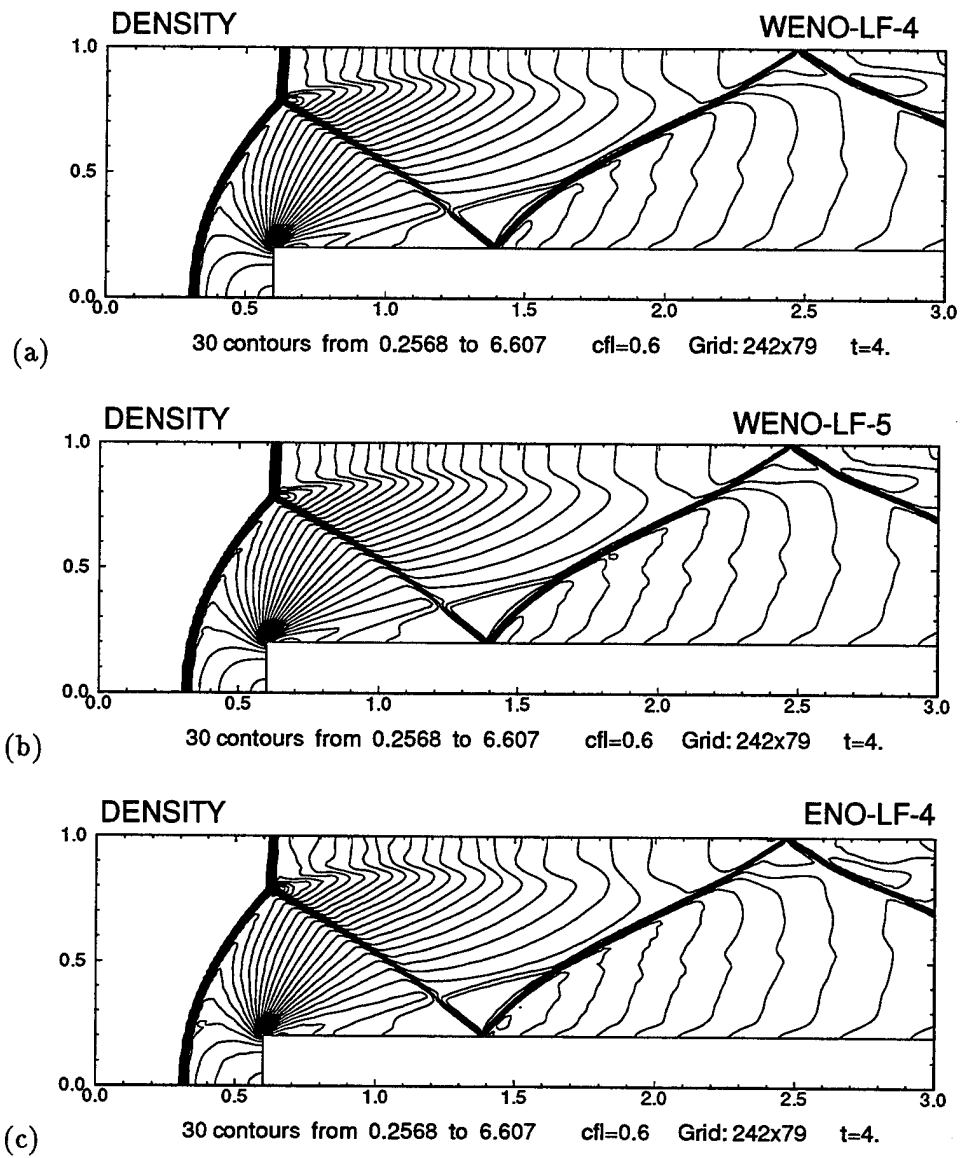 DENSITY WENO-LF-4
1.0
0.5
0.0
0.0 0.5 1.0 1.5 2.0 2.5 3.0
(a) 30 contours from 0.2568 to 6.607 cfl=0.6 Grid: 242x79 t=4.
DENSITY WENO-LF-5
1.0
0.5
0.0
0.0 0.5 1.0 1.5 2.0 2.5 3.0
(b) 30 contours from 0.2568 to 6.607 cfl=0.6 Grid: 242x79 t=4.
DENSITY ENO-LF-4
1.0
0.5
0.0
0.0 0.5 1.0 1.5 2.0 2.5 3.0
(c) 30 contours from 0.2568 to 6.607 cfl=0.6 Grid: 242x79 t=4.